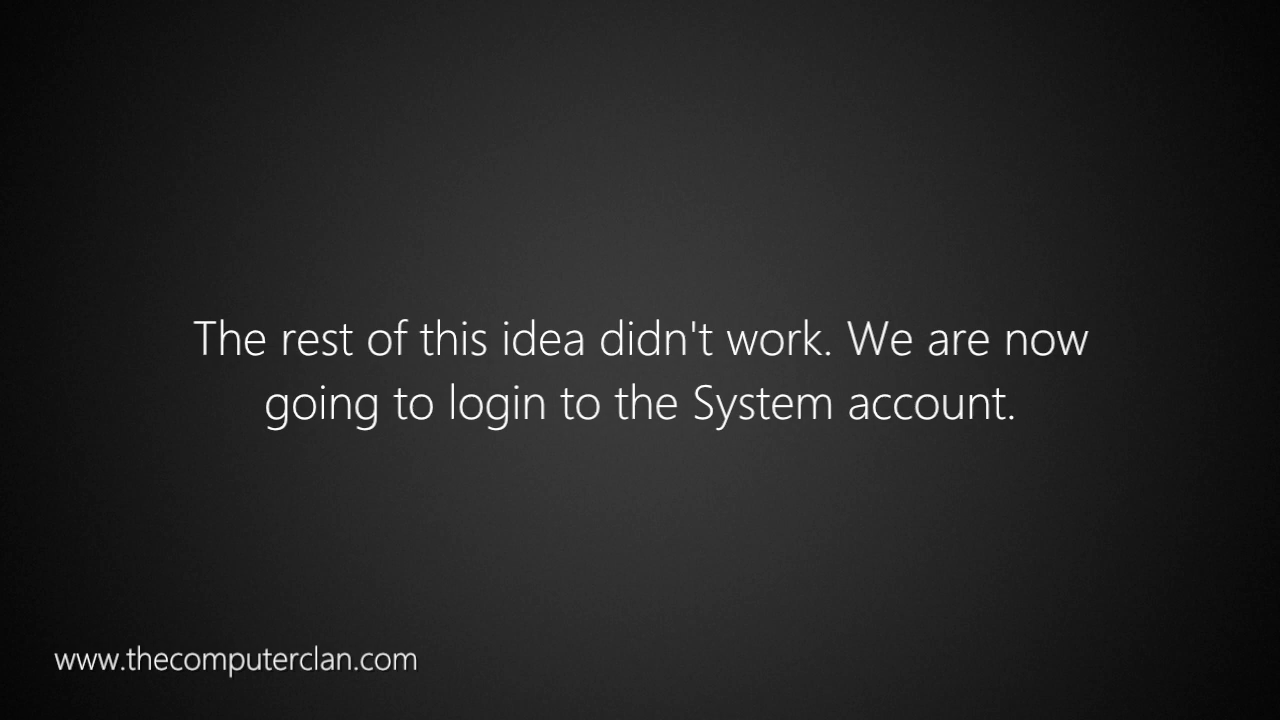 The rest of this idea didn't work. We are now
going to login to the System account.
www.thecomputerclan.com